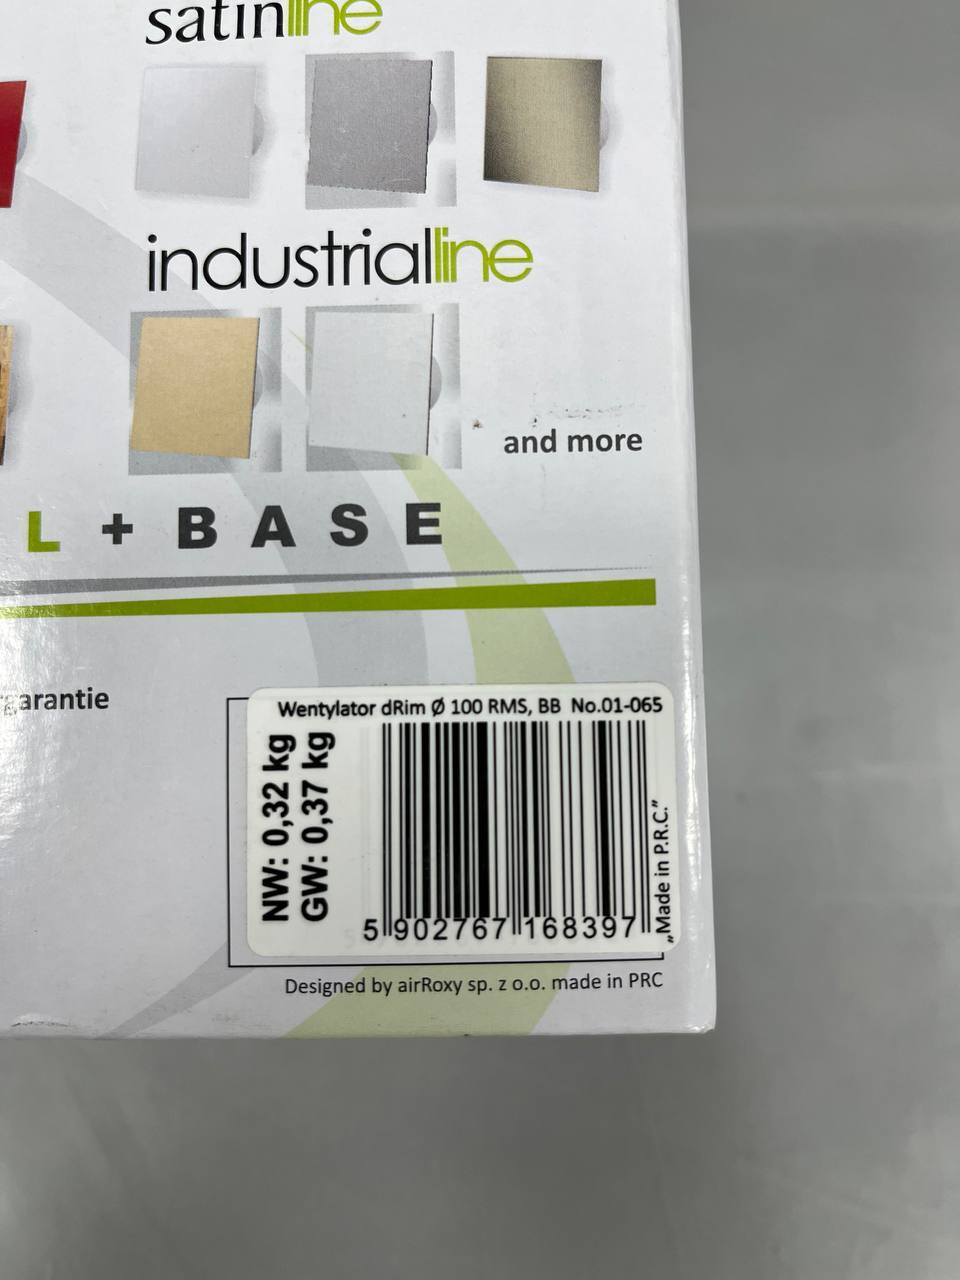 satinline
industrialline
and more
L + BASE
Wentylator dRim Ø 100 RMS, BB No.01-065
NW: 0,32 kg
GW: 0,37 kg
5 902767 168397
„Made in P.R.C.”
Designed by airRoxy sp. z o.o. made in PRC